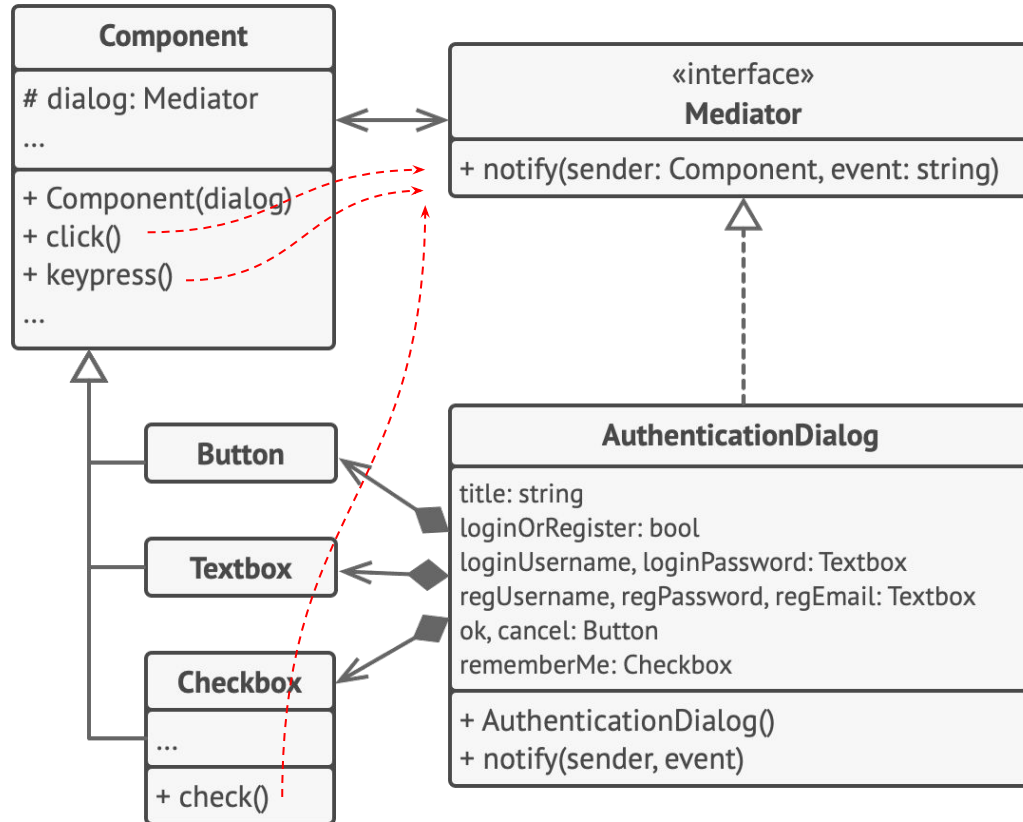 Component
# dialog: Mediator
...
+ Component(dialog)
+ click()
+ keypress()
...
«interface»
Mediator
+ notify(sender: Component, event: string)
Button
Textbox
Checkbox
...
+ check()
AuthenticationDialog
title: string
loginOrRegister: bool
loginUsername, loginPassword: Textbox
regUsername, regPassword, regEmail: Textbox
ok, cancel: Button
rememberMe: Checkbox
+ AuthenticationDialog()
+ notify(sender, event)